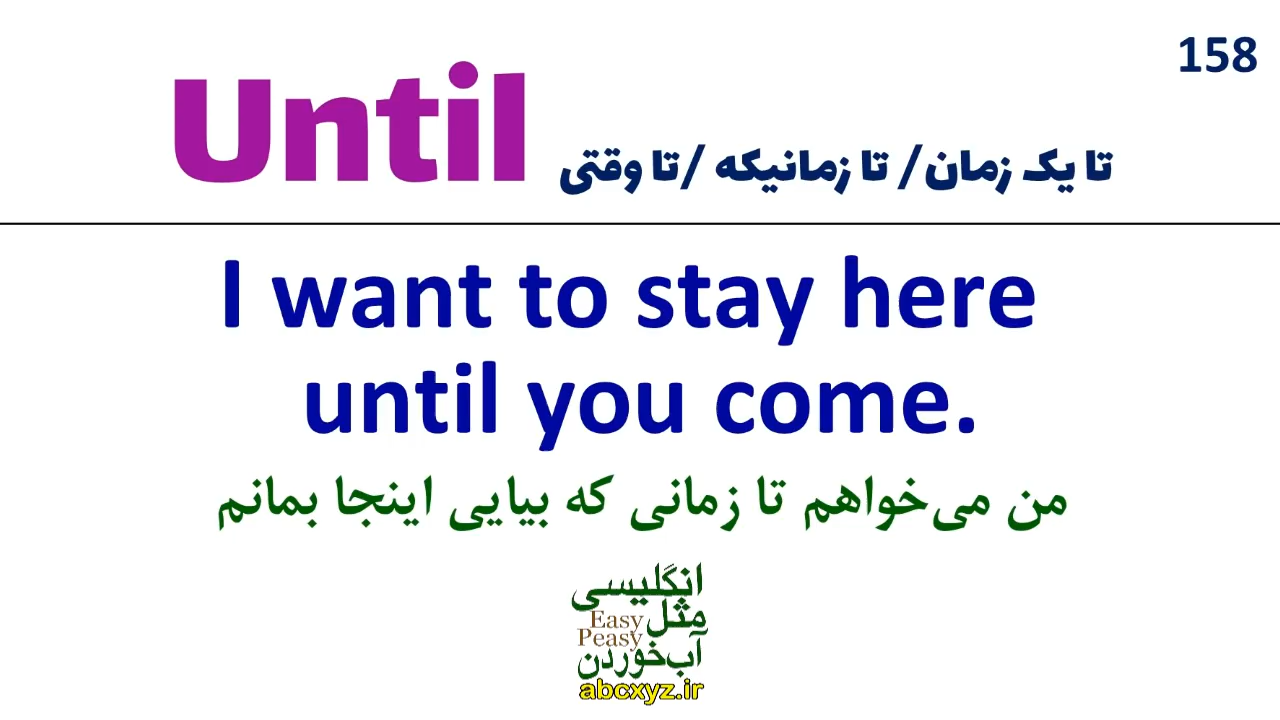 158
Until تا یک زمان/ تا زمانیکه /تا وقتی
I want to stay here
until you come.
من می‌خواهم تا زمانی که بیایی اینجا بمانم
انگلیسی
مثل Easy
Peasy
آب‌خوردن
abcxyz.ir